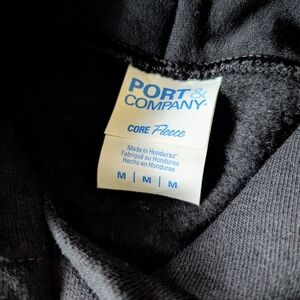 PORT&
COMPANY®
CORE Fleece
Made in Honduras
Fabriqué au Honduras
Hecho en Honduras
M | M | M